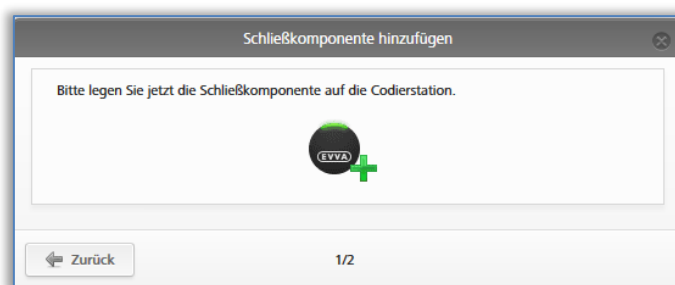 Schließkomponente hinzufügen
Bitte legen Sie jetzt die Schließkomponente auf die Codierstation.
EVVA
Zurück
1/2